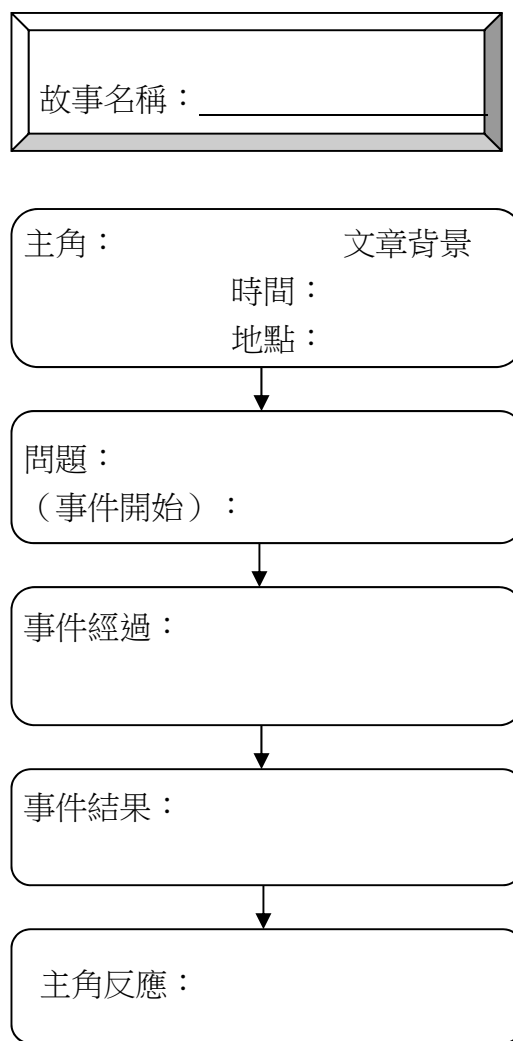 故事名稱：
主角： 文章背景
時間：
地點：
問題：
（事件開始）：
事件經過：
事件結果：
主角反應：